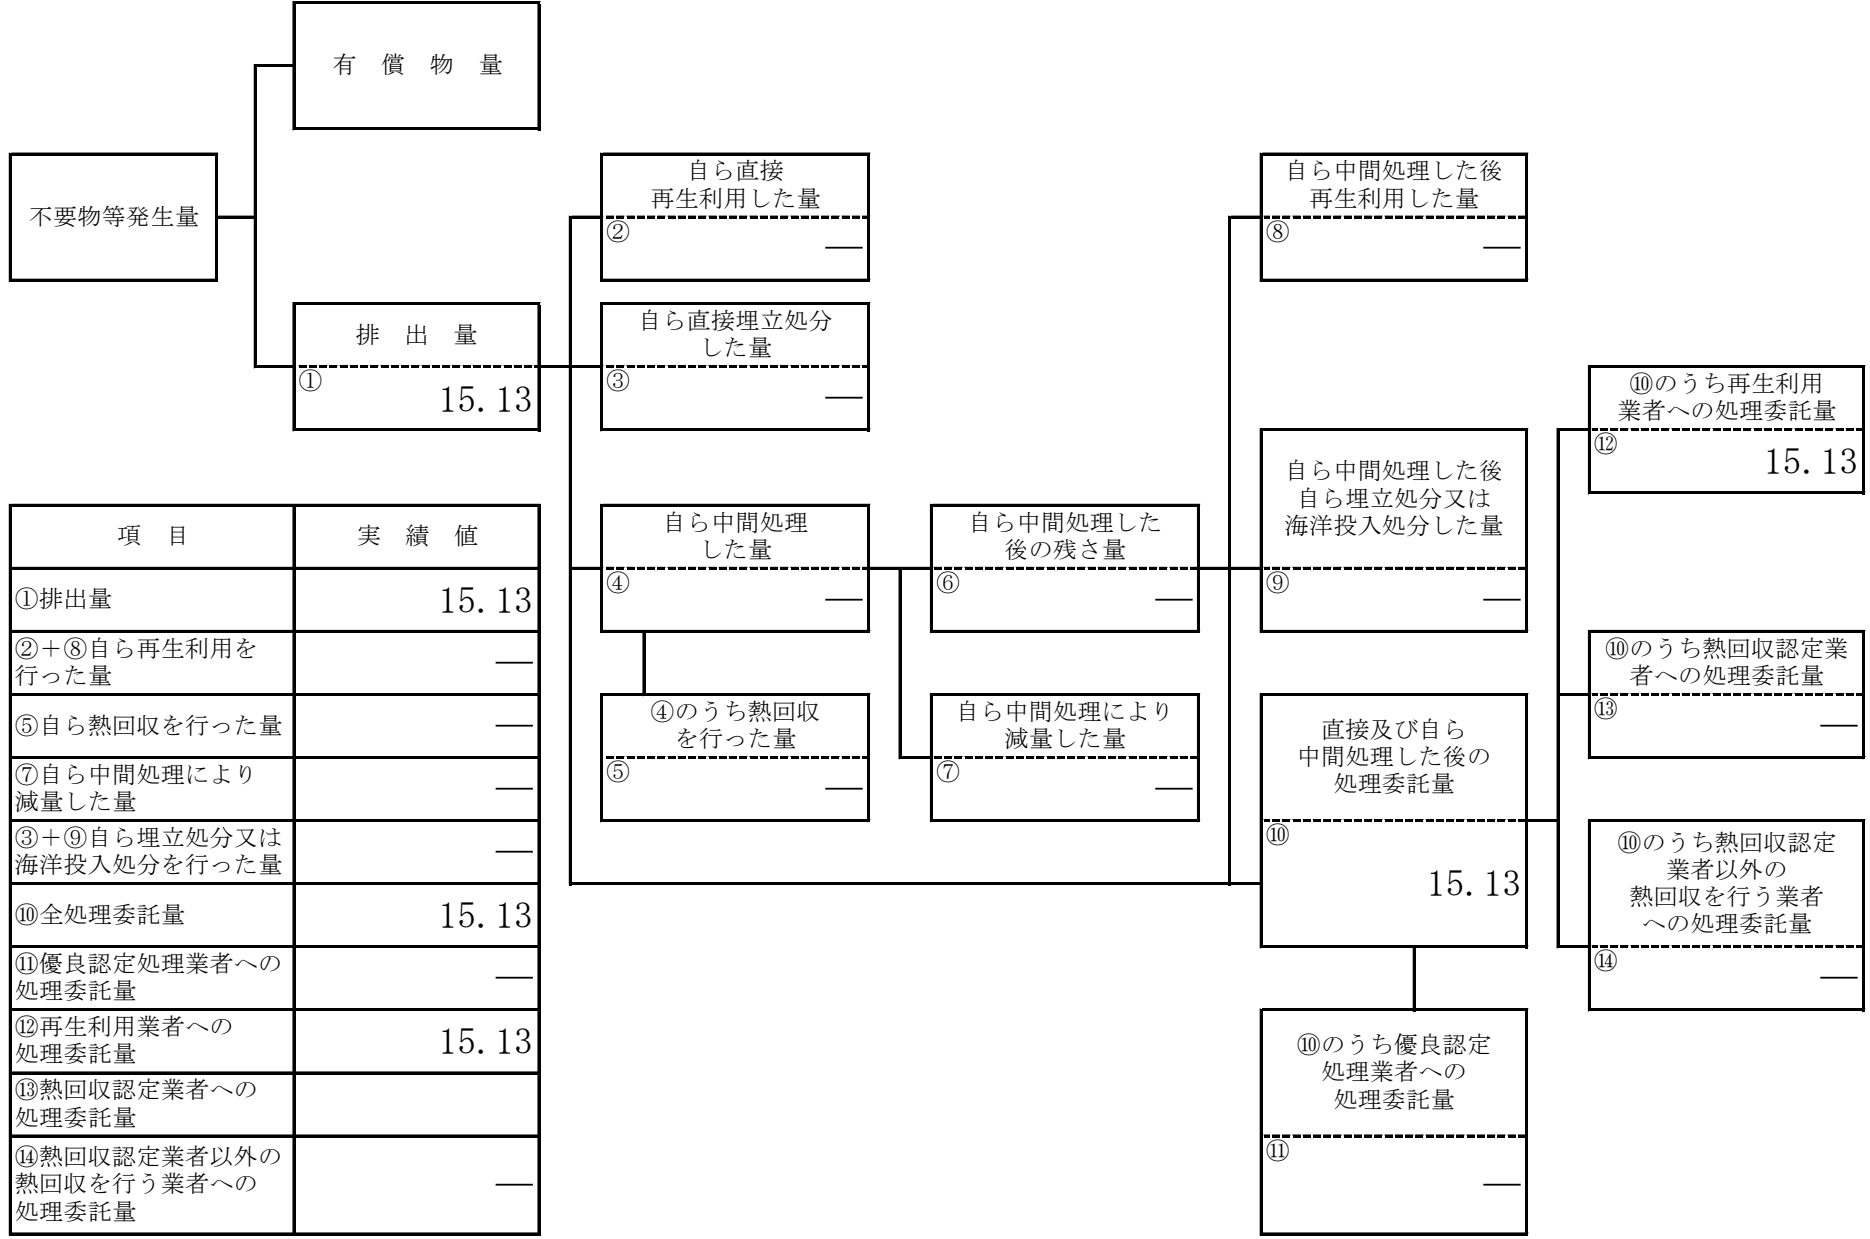 有 償 物 量
不要物等発生量
排 出 量
①
15.13
自ら直接
再生利用した量
②
―
自ら直接埋立処分
した量
③
―
自ら中間処理
した量
④
―
④のうち熱回収
を行った量
⑤
―
自ら中間処理した
後の残さ量
⑥
―
自ら中間処理により
減量した量
⑦
―
自ら中間処理した後
再生利用した量
⑧
―
自ら中間処理した後
自ら埋立処分又は
海洋投入処分した量
⑨
―
直接及び自ら
中間処理した後の
処理委託量
⑩
15.13
⑩のうち優良認定
処理業者への
処理委託量
⑪
―
⑩のうち再生利用
業者への処理委託量
⑫
15.13
⑩のうち熱回収認定業
者への処理委託量
⑬
―
⑩のうち熱回収認定
業者以外の
熱回収を行う業者
への処理委託量
⑭
―
項 目 実 績 値
①排出量 15.13
②＋⑧自ら再生利用を
行った量 ―
⑤自ら熱回収を行った量 ―
⑦自ら中間処理により
減量した量 ―
③＋⑨自ら埋立処分又は
海洋投入処分を行った量 ―
⑩全処理委託量 15.13
⑪優良認定処理業者への
処理委託量 ―
⑫再生利用業者への
処理委託量 15.13
⑬熱回収認定業者への
処理委託量
⑭熱回収認定業者以外の
熱回収を行う業者への
処理委託量 ―